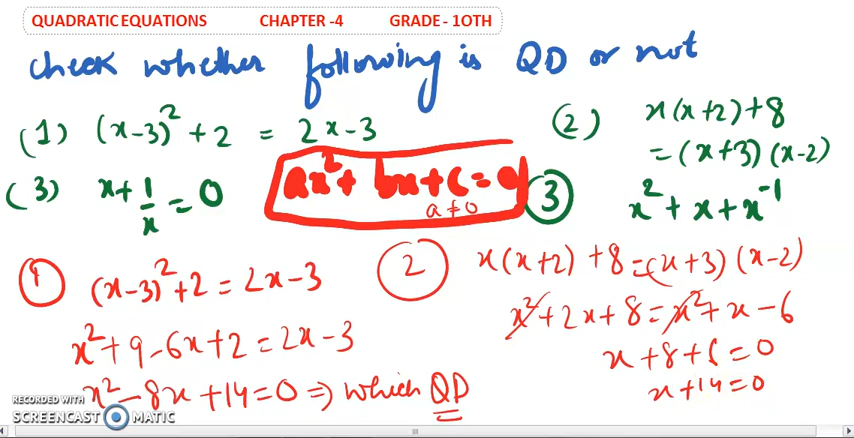 QUADRATIC EQUATIONS CHAPTER -4 GRADE - 1OTH
check whether following is QD or not
(1) (x-3)² + 2 = 2x-3
(2) x(x+2)+8
= (x+3) (x-2)
(3) x + 1/x = 0
ax² + bx + c = 0
a ≠ 0
(3) x² + x + x⁻¹
1 (x-3)² + 2 = 2x-3
x² + 9 - 6x + 2 = 2x - 3
x² - 8x + 14 = 0 ⇒ which QD
2 x(x+2) + 8 = (x+3) (x-2)
x² + 2x + 8 = x² + x - 6
x + 8 + 6 = 0
x + 14 = 0
RECORDED WITH
SCREENCAST MATIC